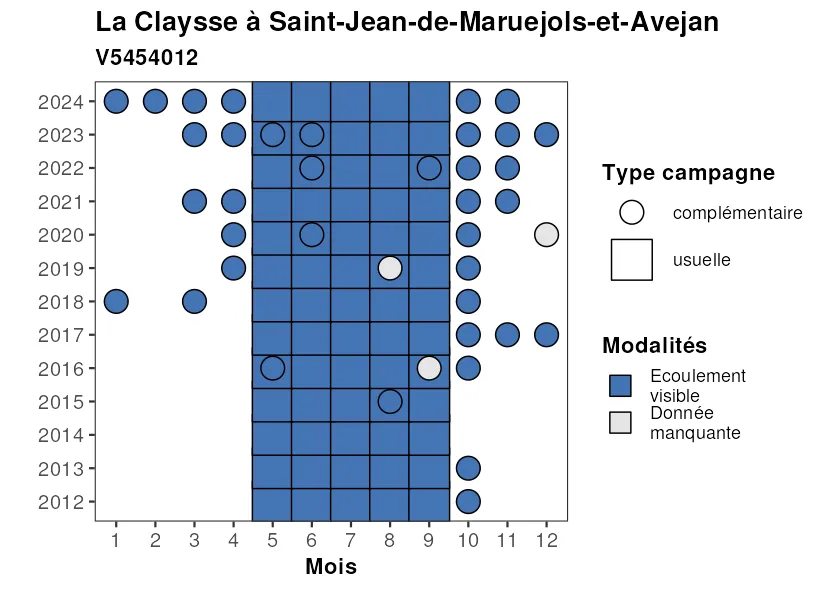 La Claysse à Saint-Jean-de-Maruejols-et-Avejan
V5454012
2024
2023
2022
2021
2020
2019
2018
2017
2016
2015
2014
2013
2012
1 2 3 4 5 6 7 8 9 10 11 12
Mois
Type campagne
complémentaire
usuelle
Modalités
Ecoulement
visible
Donnée
manquante